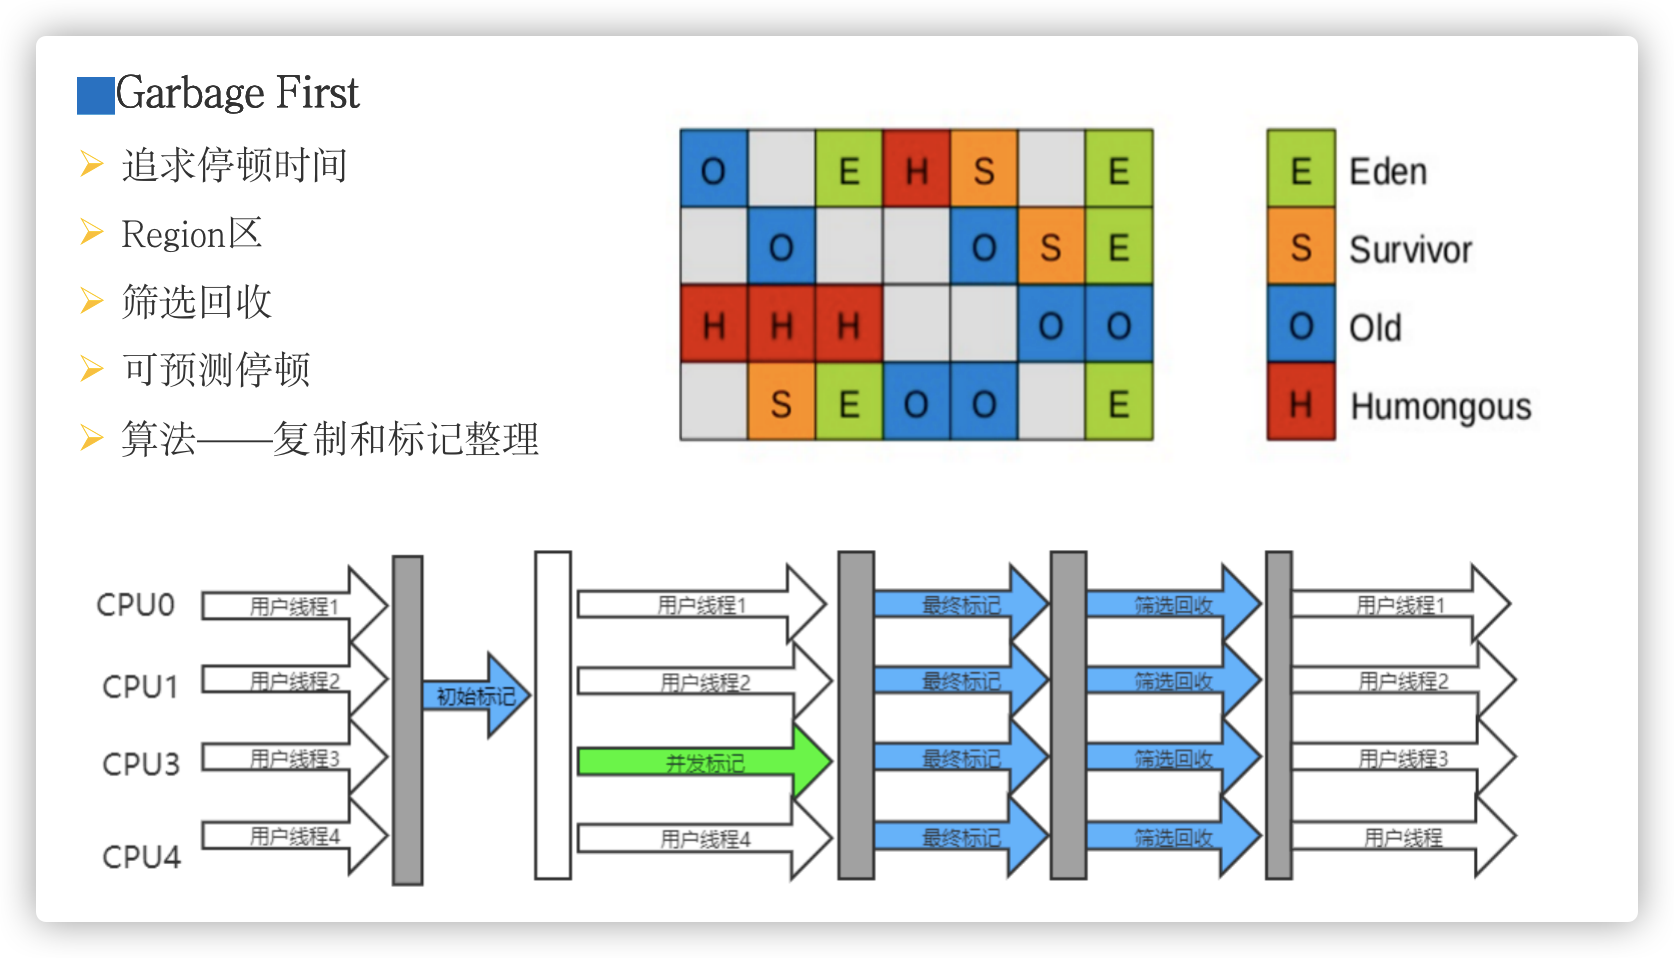 Garbage First
追求停顿时间
Region区
筛选回收
可预测停顿
算法——复制和标记整理
O E H S E
O O S E
H H H O O
S E O O E
E Eden
S Survivor
O Old
H Humongous
CPU0 用户线程1 用户线程1 最终标记 筛选回收 用户线程1
CPU1 用户线程2 初始标记 用户线程2 最终标记 筛选回收 用户线程2
CPU3 用户线程3 并发标记 最终标记 筛选回收 用户线程3
CPU4 用户线程4 用户线程4 最终标记 筛选回收 用户线程